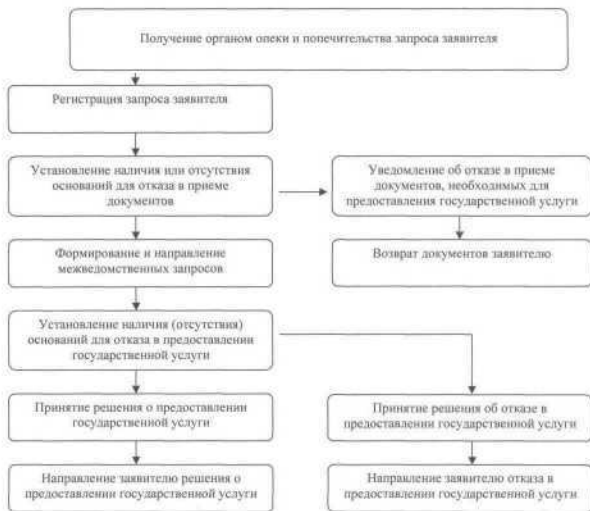 Получение органом опеки и попечительства запроса заявителя
Регистрация запроса заявителя
Установление наличия или отсутствия
оснований для отказа в приеме
документов
Уведомление об отказе в приеме
документов, необходимых для
предоставления государственной услуги
Формирование и направление
межведомственных запросов
Возврат документов заявителю
Установление наличия (отсутствия)
оснований для отказа в предоставлении
государственной услуги
Принятие решения о предоставлении
государственной услуги
Принятие решения об отказе в
предоставлении государственной услуги
Направление заявителю решения о
предоставлении государственной услуги
Направление заявителю отказа в
предоставлении государственной услуги